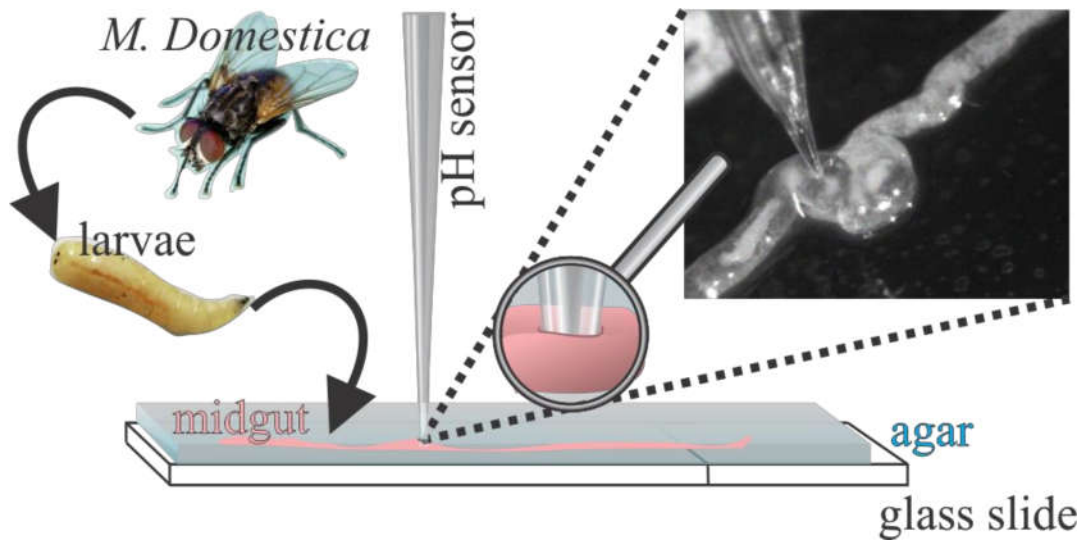 M. Domestica
pH sensor
larvae
midgut
agar
glass slide